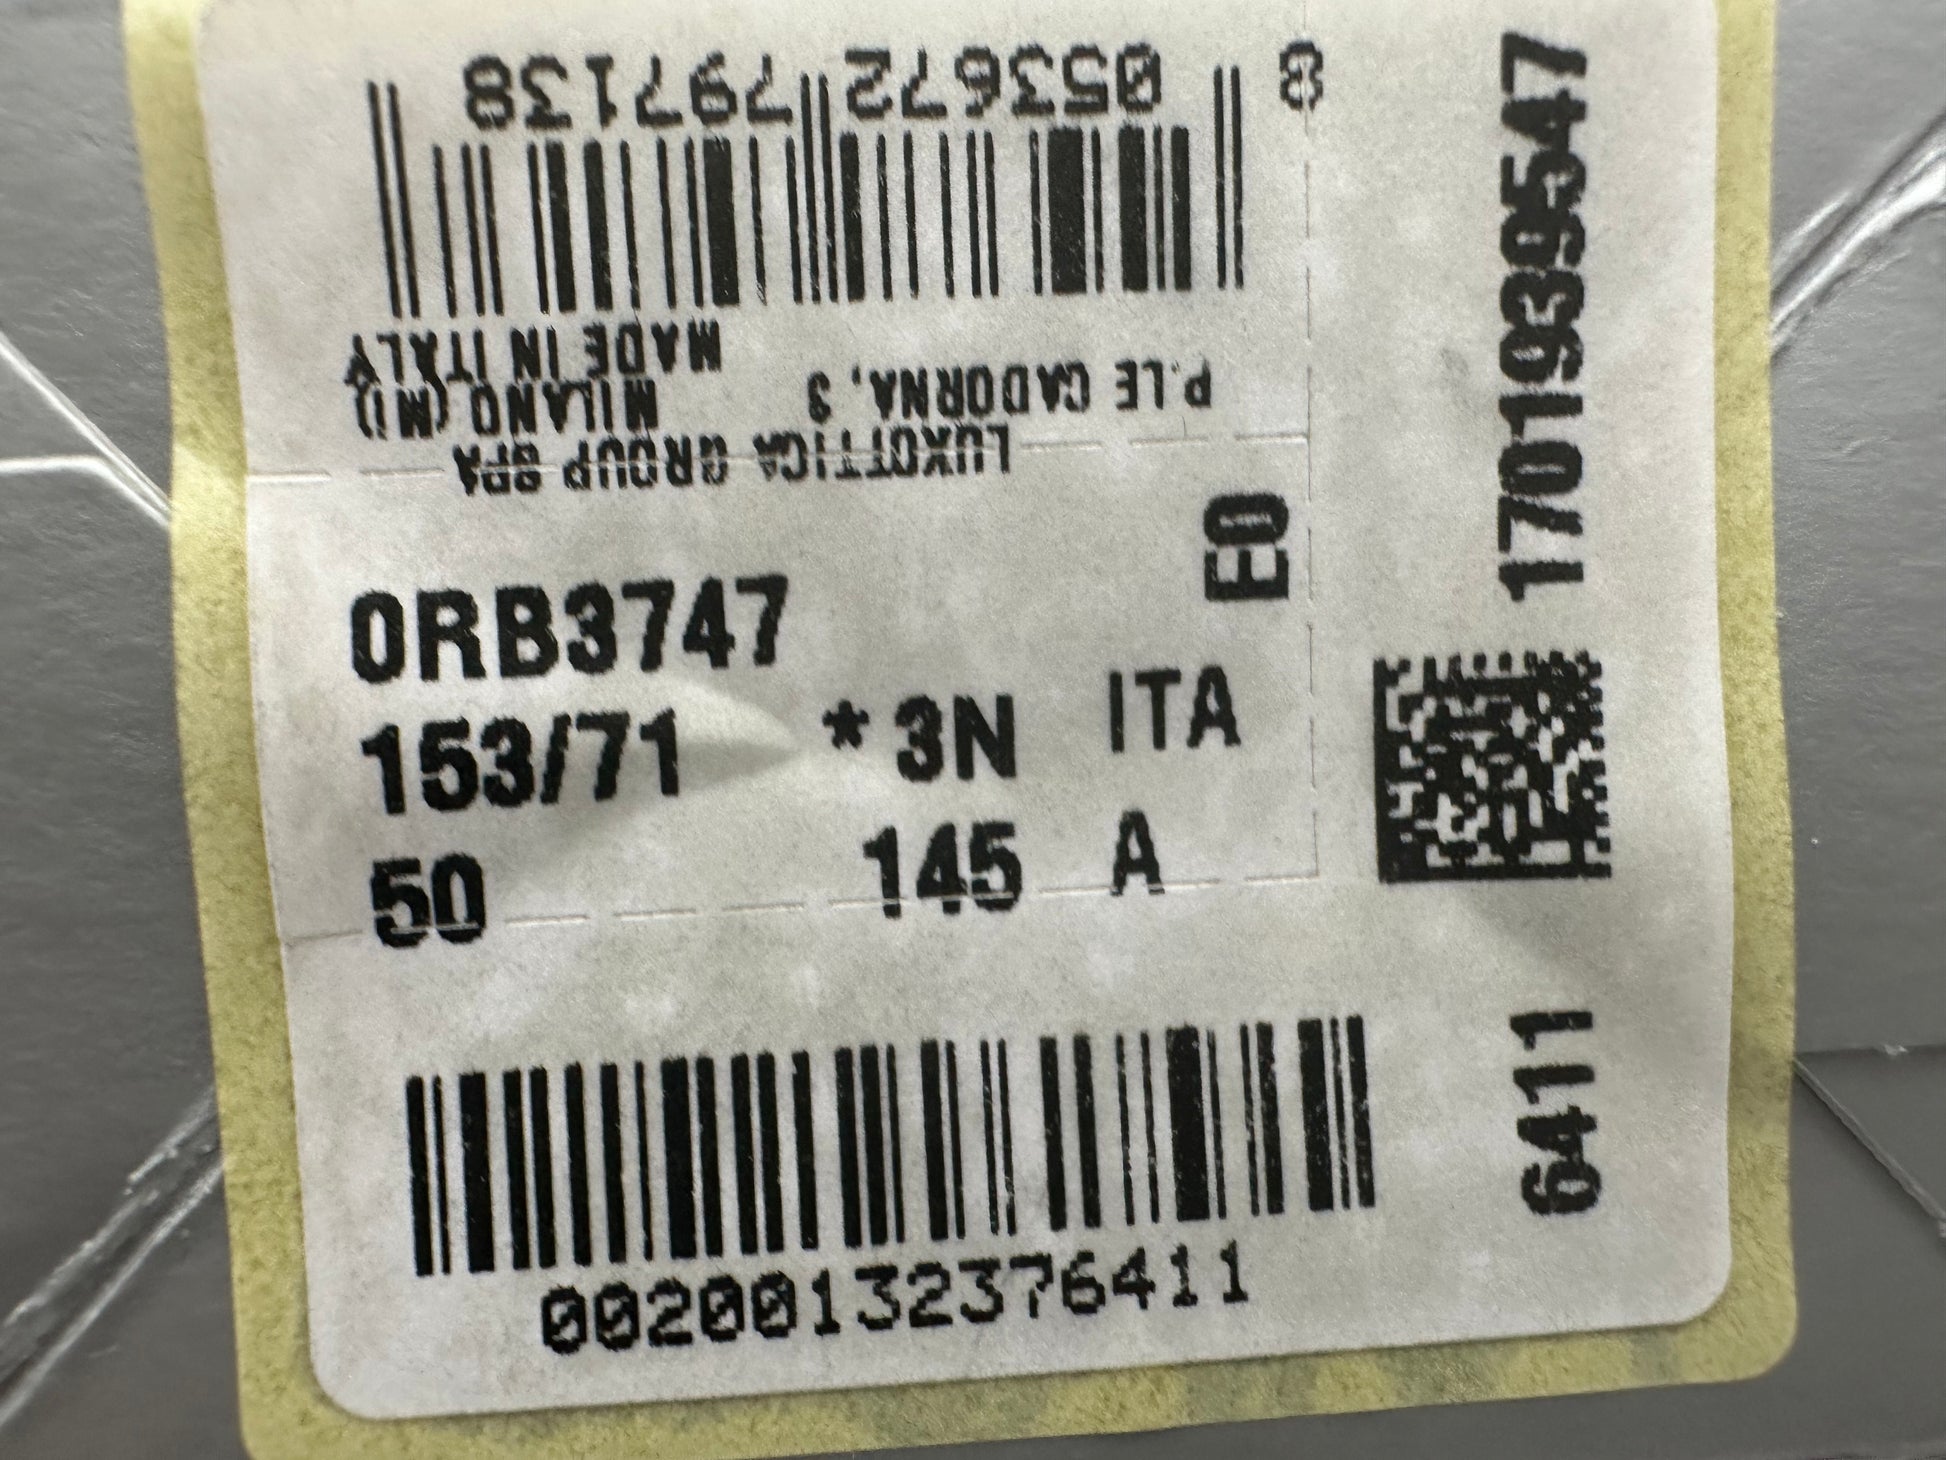 8 053672 797138
P.LE CADORNA, 3
MILANO (MI)
MADE IN ITALY
LUXOTTICA GROUP SPA
1701939547
E0
0RB3747
153/71 *3N ITA
50 145 A
6411
00200132376411